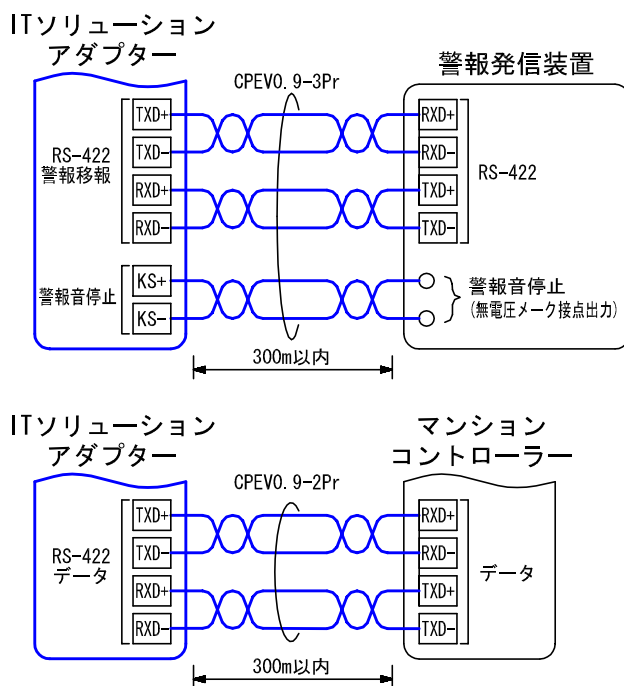 ITソリューション
アダプター
警報発信装置
CPEV0.9-3Pr
RS-422
警報移報
TXD+
TXD-
RXD+
RXD-
RXD+
RXD-
TXD+
TXD-
RS-422
警報音停止
KS+
KS-
警報音停止
(無電圧メーク接点出力)
300m以内
ITソリューション
アダプター
マンション
コントローラー
CPEV0.9-2Pr
RS-422
データ
TXD+
TXD-
RXD+
RXD-
RXD+
RXD-
TXD+
TXD-
データ
300m以内